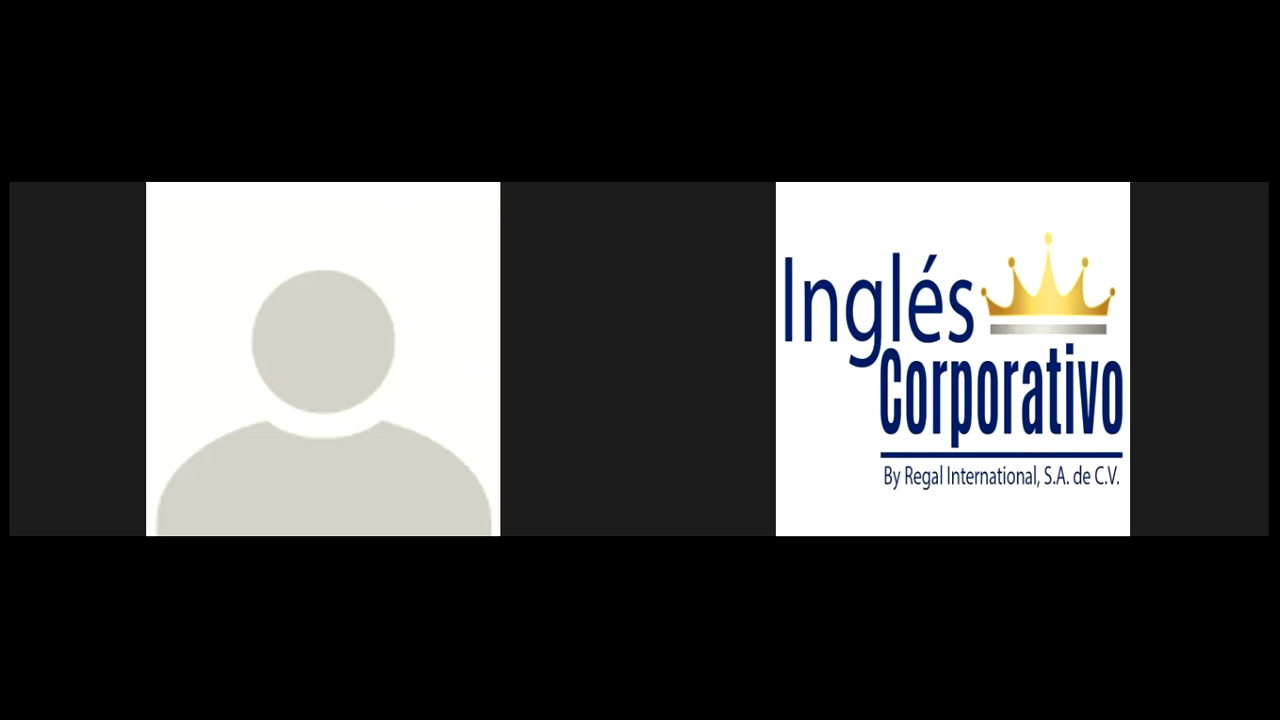 Inglés
Corporativo
By Regal International, S.A. de C.V.